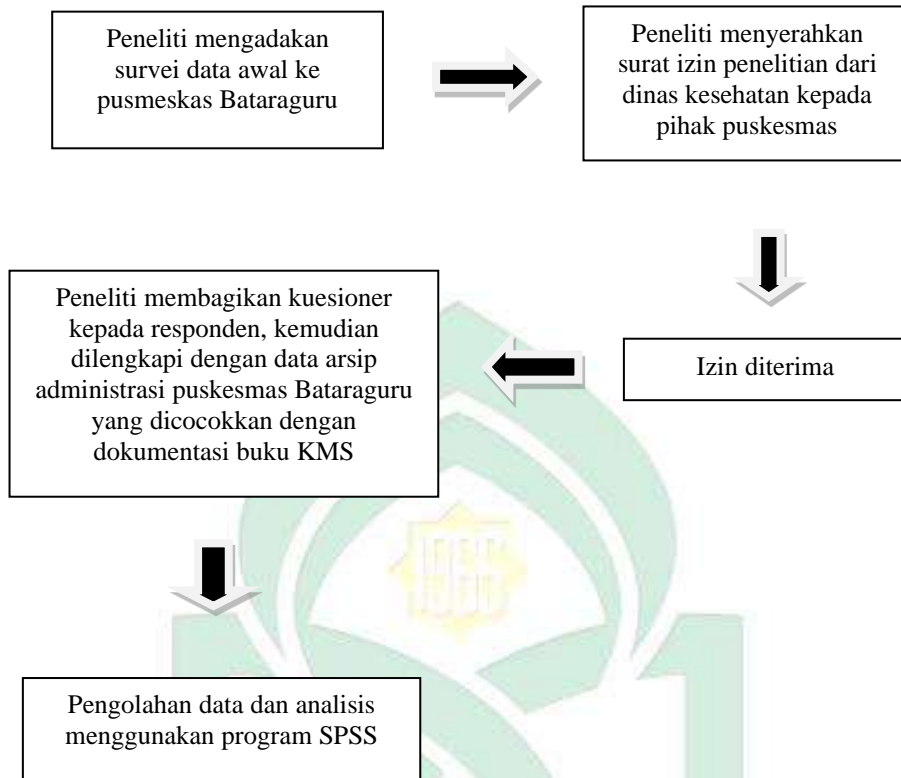 Peneliti mengadakan
survei data awal ke
pusmeskas Bataraguru
Peneliti menyerahkan
surat izin penelitian dari
dinas kesehatan kepada
pihak puskesmas
Izin diterima
Peneliti membagikan kuesioner
kepada responden, kemudian
dilengkapi dengan data arsip
administrasi puskesmas Bataraguru
yang dicocokkan dengan
dokumentasi buku KMS
1965
Pengolahan data dan analisis
menggunakan program SPSS